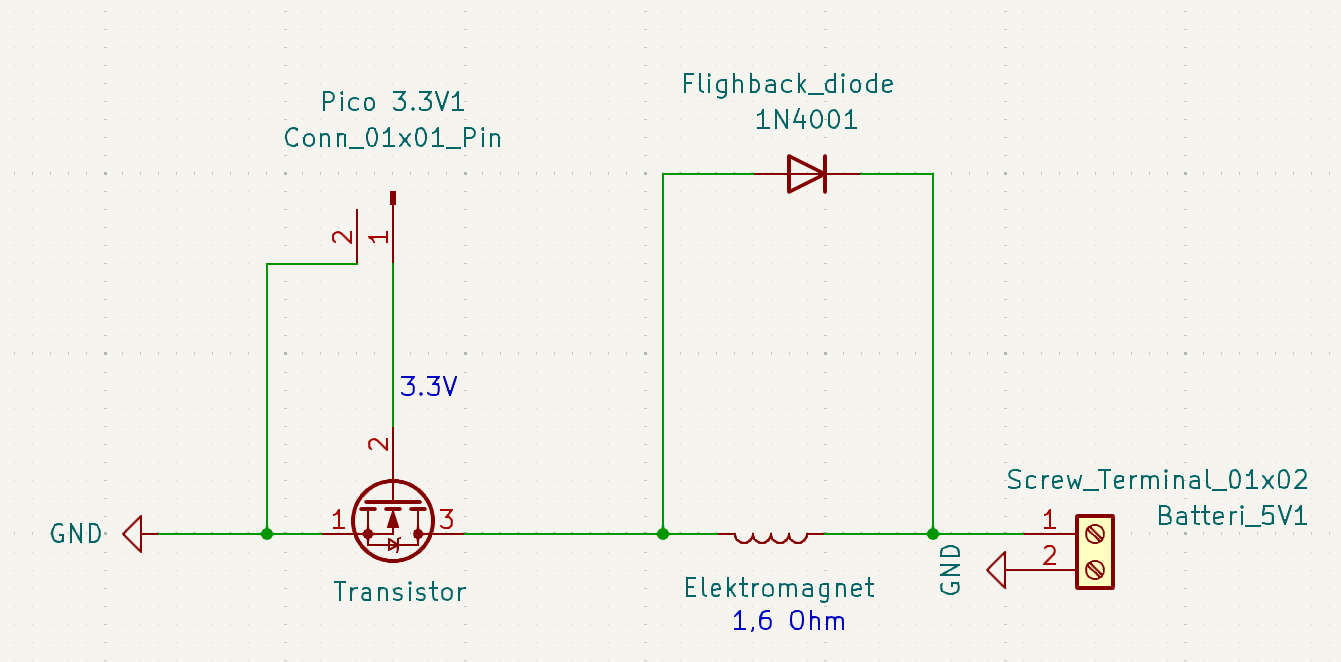 Flighback_diode
1N4001
Pico 3.3V1
Conn_01x01_Pin
2
1
3.3V
2
Screw_Terminal_01x02
Batteri_5V1
GND
1
3
1
2
GND
Transistor
Elektromagnet
1,6 Ohm